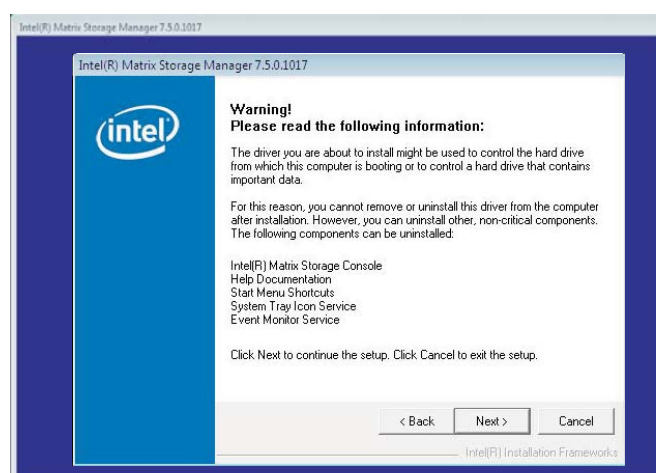 Intel(R) Matrix Storage Manager 7.5.0.1017
Intel(R) Matrix Storage Manager 7.5.0.1017
intel
Warning!
Please read the following information:
The driver you are about to install might be used to control the hard drive
from which this computer is booting or to control a hard drive that contains
important data.
For this reason, you cannot remove or uninstall this driver from the computer
after installation. However, you can uninstall other, non-critical components.
The following components can be uninstalled:
Intel(R) Matrix Storage Console
Help Documentation
Start Menu Shortcuts
System Tray Icon Service
Event Monitor Service
Click Next to continue the setup. Click Cancel to exit the setup.
< Back Next > Cancel
Intel(R) Installation Frameworks